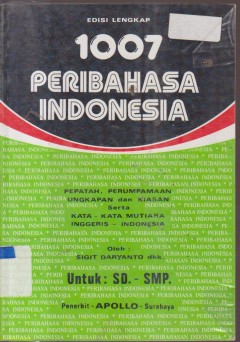 EDISI LENGKAP
1007
PERIBAHASA
INDONESIA
PEPATAH, PERUMPAMAAN
UNGKAPAN dan KIASAN
Serta
KATA - KATA MUTIARA
INGGERIS - INDONESIA
Oleh :
SIGIT DARYANTO dkk
Untuk : SD. - SMP.
Penerbit - APOLLO - Surabaya